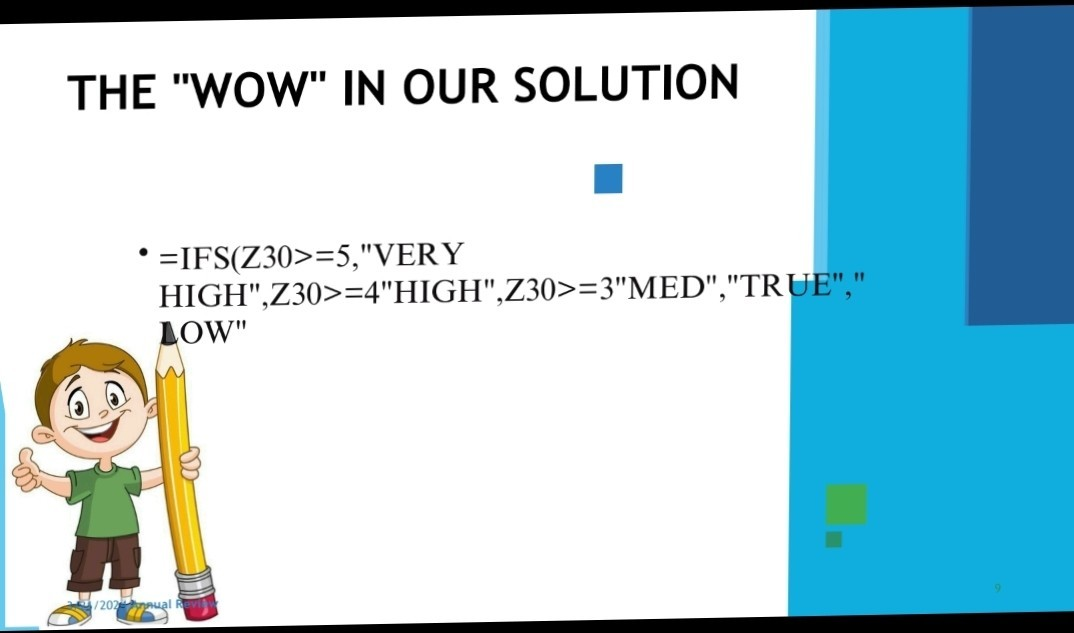 THE "WOW" IN OUR SOLUTION
• =IFS(Z30>=5,"VERY
HIGH",Z30>=4"HIGH",Z30>=3"MED","TRUE","
LOW"
Annual Review
9